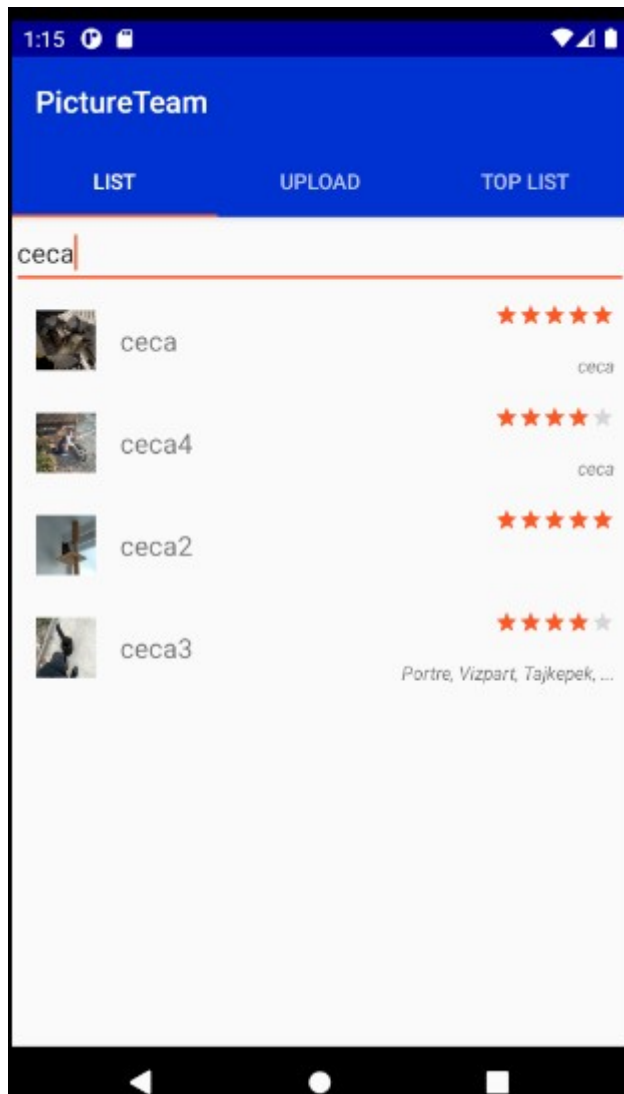 1:15
PictureTeam
LIST UPLOAD TOP LIST
ceca
ceca
ceca
ceca4
ceca
ceca2
ceca3
Portre, Vizpart, Tajkepek, ...